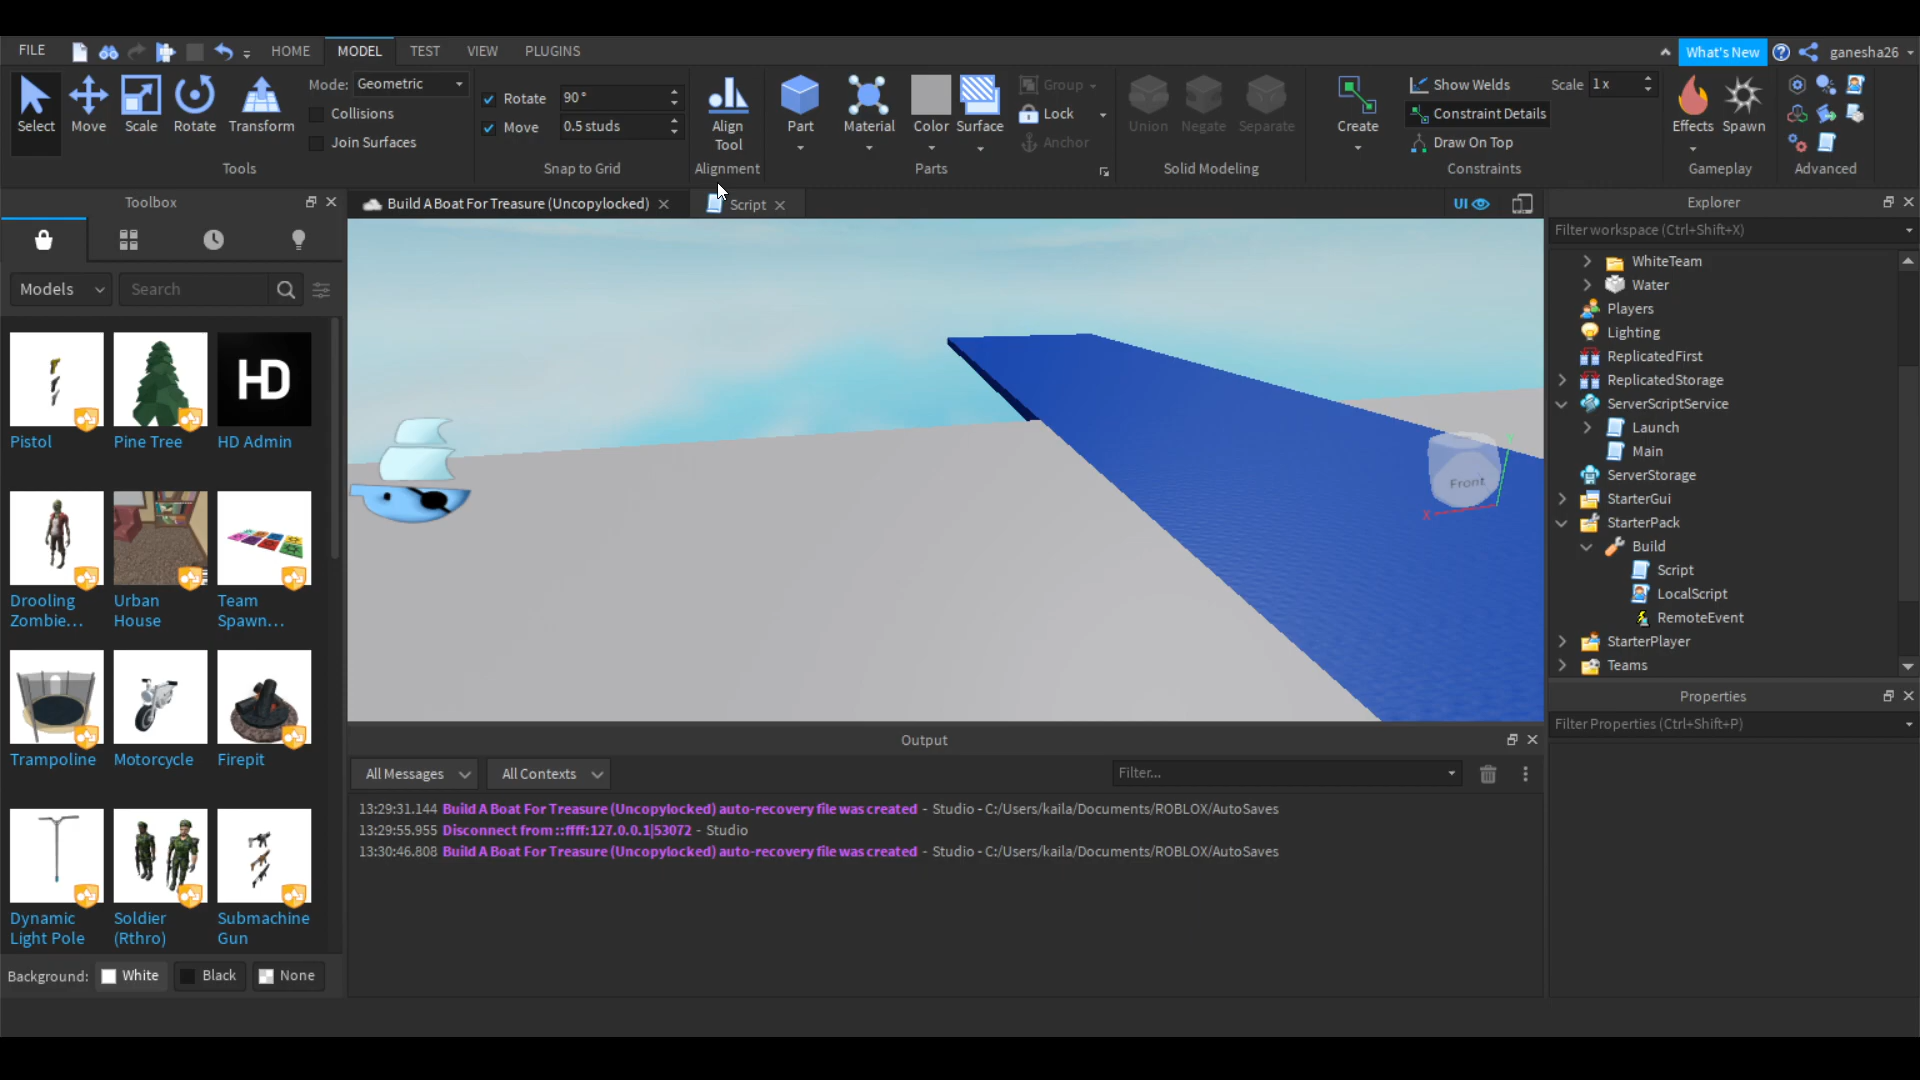 FILE HOME MODEL TEST VIEW PLUGINS What's New ganesha26
Select Move Scale Rotate Transform
Mode: Geometric
Collisions
Join Surfaces
Tools
Rotate 90°
Move 0.5 studs
Snap to Grid
Align Tool
Alignment
Part Material Color Surface
Group
Lock
Anchor
Parts
Union Negate Separate
Solid Modeling
Create
Show Welds Scale 1 x
Constraint Details
Draw On Top
Constraints
Effects Spawn
Gameplay
Advanced
Toolbox
Build A Boat For Treasure (Uncopylocked)
Script
UI
Explorer
Filter workspace (Ctrl+Shift+X)
Models
Search
Pistol
Pine Tree
HD
HD Admin
Drooling Zombie...
Urban House
Team Spawn...
Trampoline
Motorcycle
Firepit
Dynamic Light Pole
Soldier (Rthro)
Submachine Gun
Background: White Black None
Front
X
Y
WhiteTeam
Water
Players
Lighting
ReplicatedFirst
ReplicatedStorage
ServerScriptService
Launch
Main
ServerStorage
StarterGui
StarterPack
Build
Script
LocalScript
RemoteEvent
StarterPlayer
Teams
Properties
Filter Properties (Ctrl+Shift+P)
Output
All Messages All Contexts Filter...
13:29:31.144 Build A Boat For Treasure (Uncopylocked) auto-recovery file was created - Studio - C:/Users/kaila/Documents/ROBLOX/AutoSaves
13:29:55.955 Disconnect from ::ffff:127.0.0.1|53072 - Studio
13:30:46.808 Build A Boat For Treasure (Uncopylocked) auto-recovery file was created - Studio - C:/Users/kaila/Documents/ROBLOX/AutoSaves